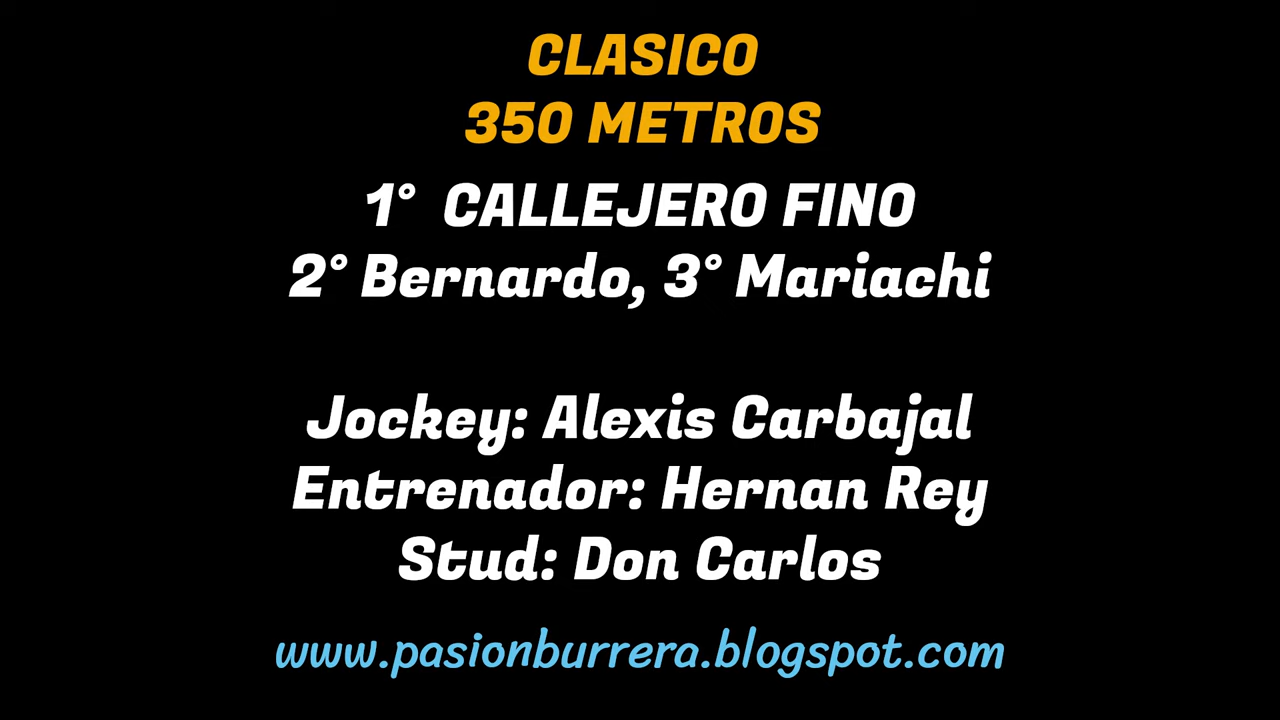 CLASICO
350 METROS
1° CALLEJERO FINO
2° Bernardo, 3° Mariachi
Jockey: Alexis Carbajal
Entrenador: Hernan Rey
Stud: Don Carlos
www.pasionburrera.blogspot.com